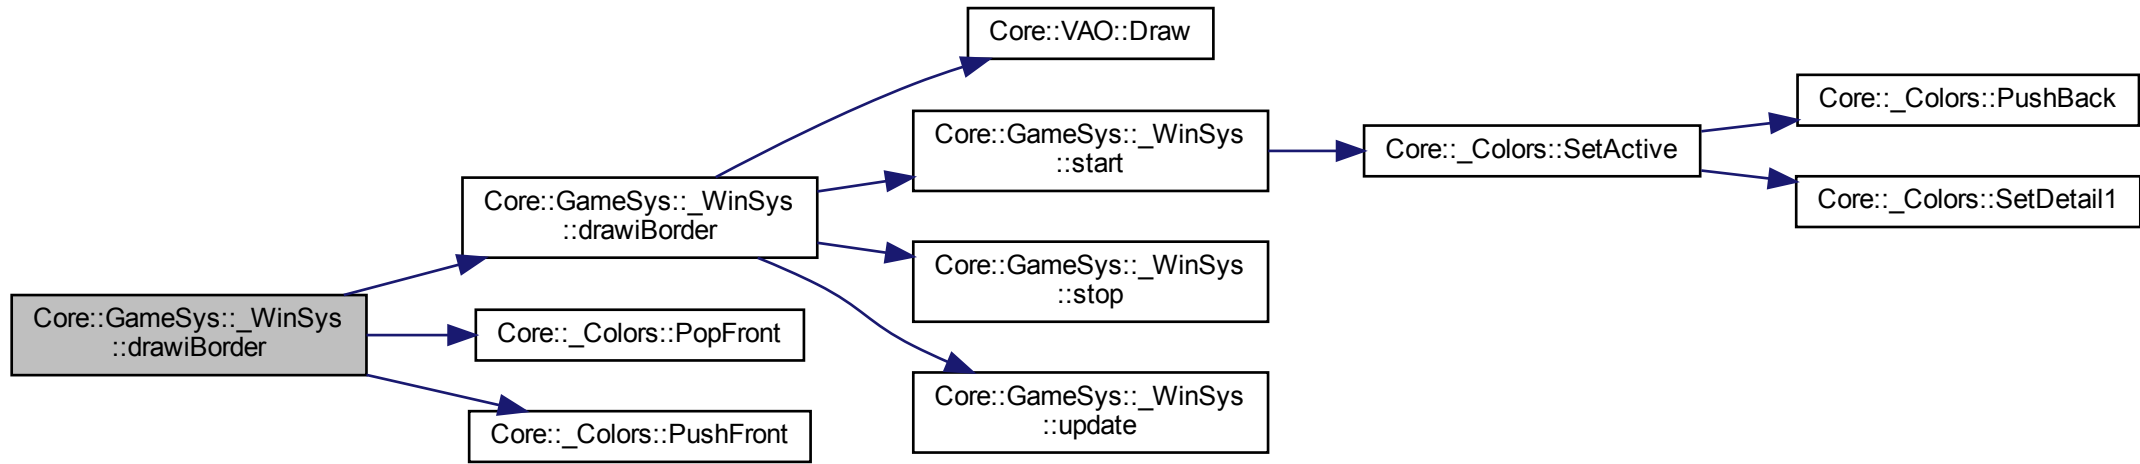 Core::GameSys::_WinSys
::drawiBorder
Core::GameSys::_WinSys
::drawiBorder
Core::_Colors::PopFront
Core::_Colors::PushFront
Core::VAO::Draw
Core::GameSys::_WinSys
::start
Core::GameSys::_WinSys
::stop
Core::GameSys::_WinSys
::update
Core::_Colors::SetActive
Core::_Colors::PushBack
Core::_Colors::SetDetail1